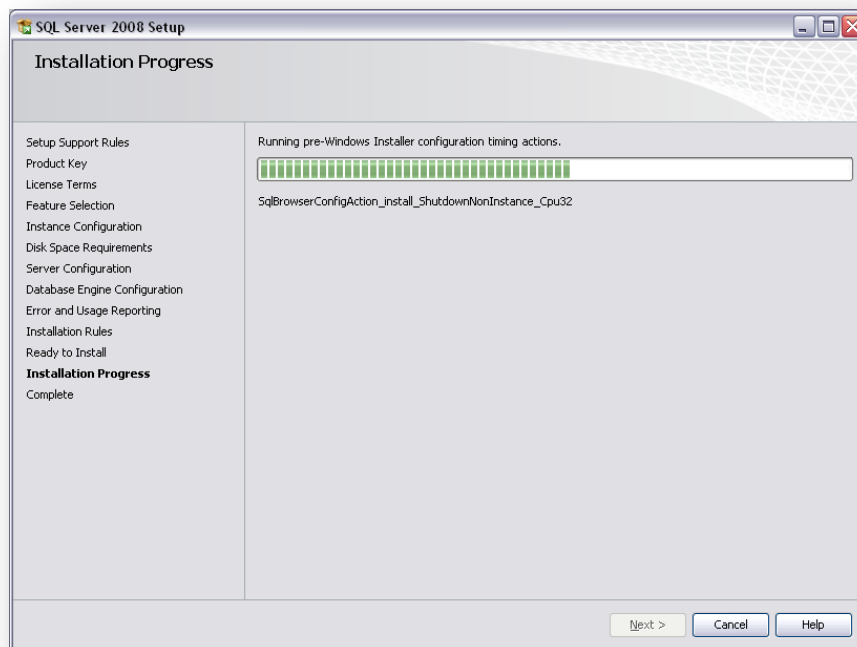 SQL Server 2008 Setup
Installation Progress
Setup Support Rules
Product Key
License Terms
Feature Selection
Instance Configuration
Disk Space Requirements
Server Configuration
Database Engine Configuration
Error and Usage Reporting
Installation Rules
Ready to Install
Installation Progress
Complete
Running pre-Windows Installer configuration timing actions.
SqlBrowserConfigAction_install_ShutdownNonInstance_Cpu32
Next >
Cancel
Help